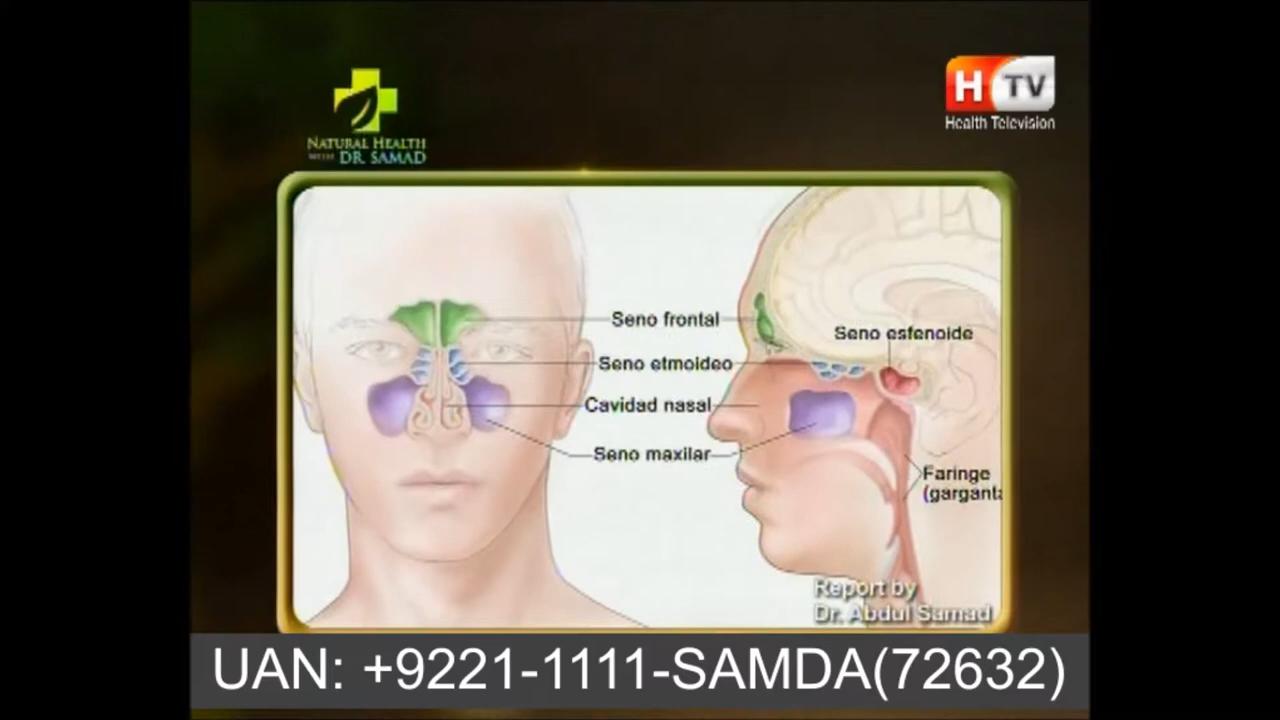 NATURAL HEALTH
WITH DR. SAMAD
H TV
Health Television
Seno frontal
Seno esfenoide
Seno etmoideo
Cavidad nasal
Seno maxilar
Faringe
(garganta
Report by
Dr. Abdul Samad
UAN: +9221-1111-SAMDA(72632)